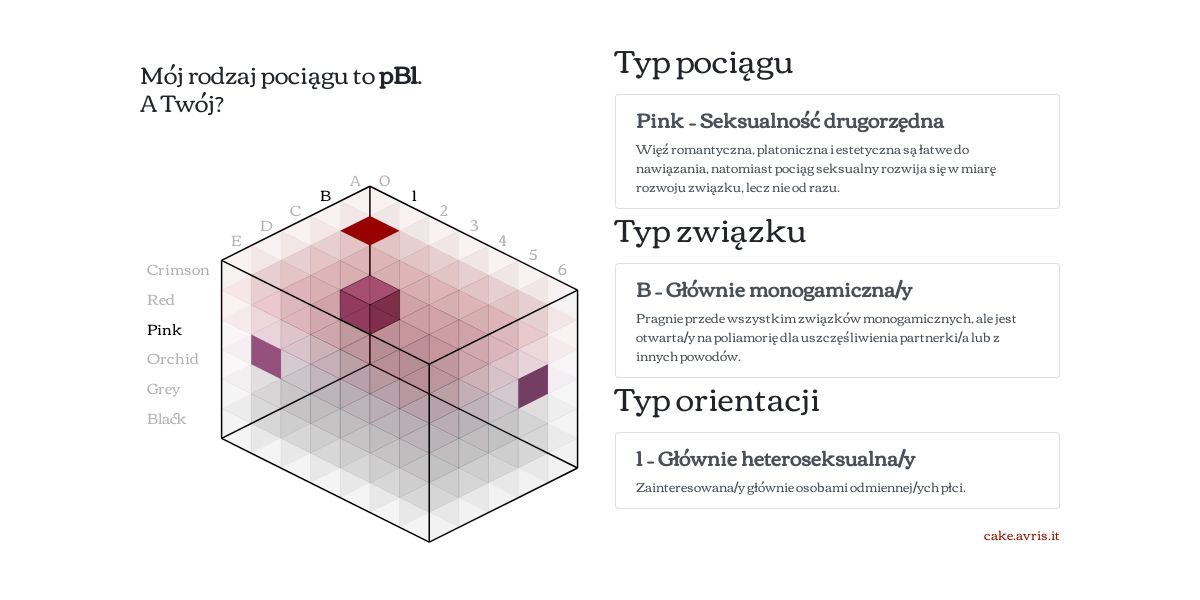 Mój rodzaj pociągu to pB1.
A Twój?
A O
B 1
C 2
D 3
E 4
5
6
Crimson
Red
Pink
Orchid
Grey
Black
Typ pociągu
Pink – Seksualność drugorzędna
Więź romantyczna, platoniczna i estetyczna są łatwe do
nawiązania, natomiast pociąg seksualny rozwija się w miarę
rozwoju związku, lecz nie od razu.
Typ związku
B – Głównie monogamiczna/y
Pragnie przede wszystkim związków monogamicznych, ale jest
otwarta/y na poliamorię dla uszczęśliwienia partnerki/a lub z
innych powodów.
Typ orientacji
1 – Głównie heteroseksualna/y
Zainteresowana/y głównie osobami odmiennej/ych płci.
cake.avris.it